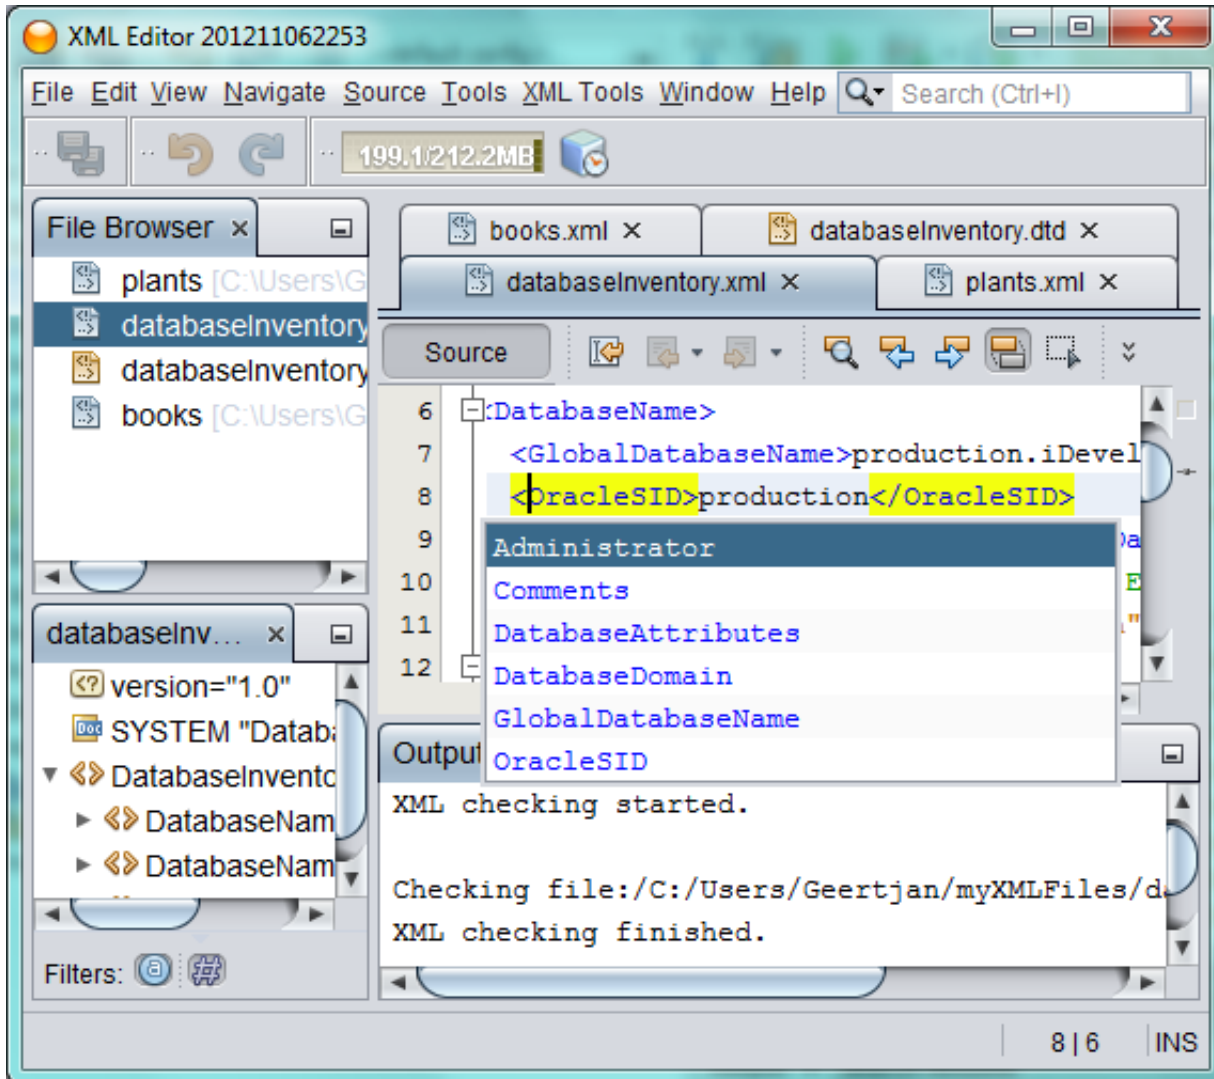 XML Editor 201211062253
File Edit View Navigate Source Tools XML Tools Window Help Search (Ctrl+I)
199.1/212.2MB
File Browser
plants [C:\Users\G
databaseInventory
databaseInventory
books [C:\Users\G
databaseInv...
version="1.0"
SYSTEM "Datab
DatabaseInvento
DatabaseNam
DatabaseNam
Filters:
books.xml databaseInventory.dtd
databaseInventory.xml plants.xml
Source
6 <DatabaseName>
7 <GlobalDatabaseName>production.iDevel
8 <OracleSID>production</OracleSID>
9
10 E
11
12
Administrator
Comments
DatabaseAttributes
DatabaseDomain
GlobalDatabaseName
OracleSID
Output
XML checking started.
Checking file:/C:/Users/Geertjan/myXMLFiles/d
XML checking finished.
8 | 6 INS